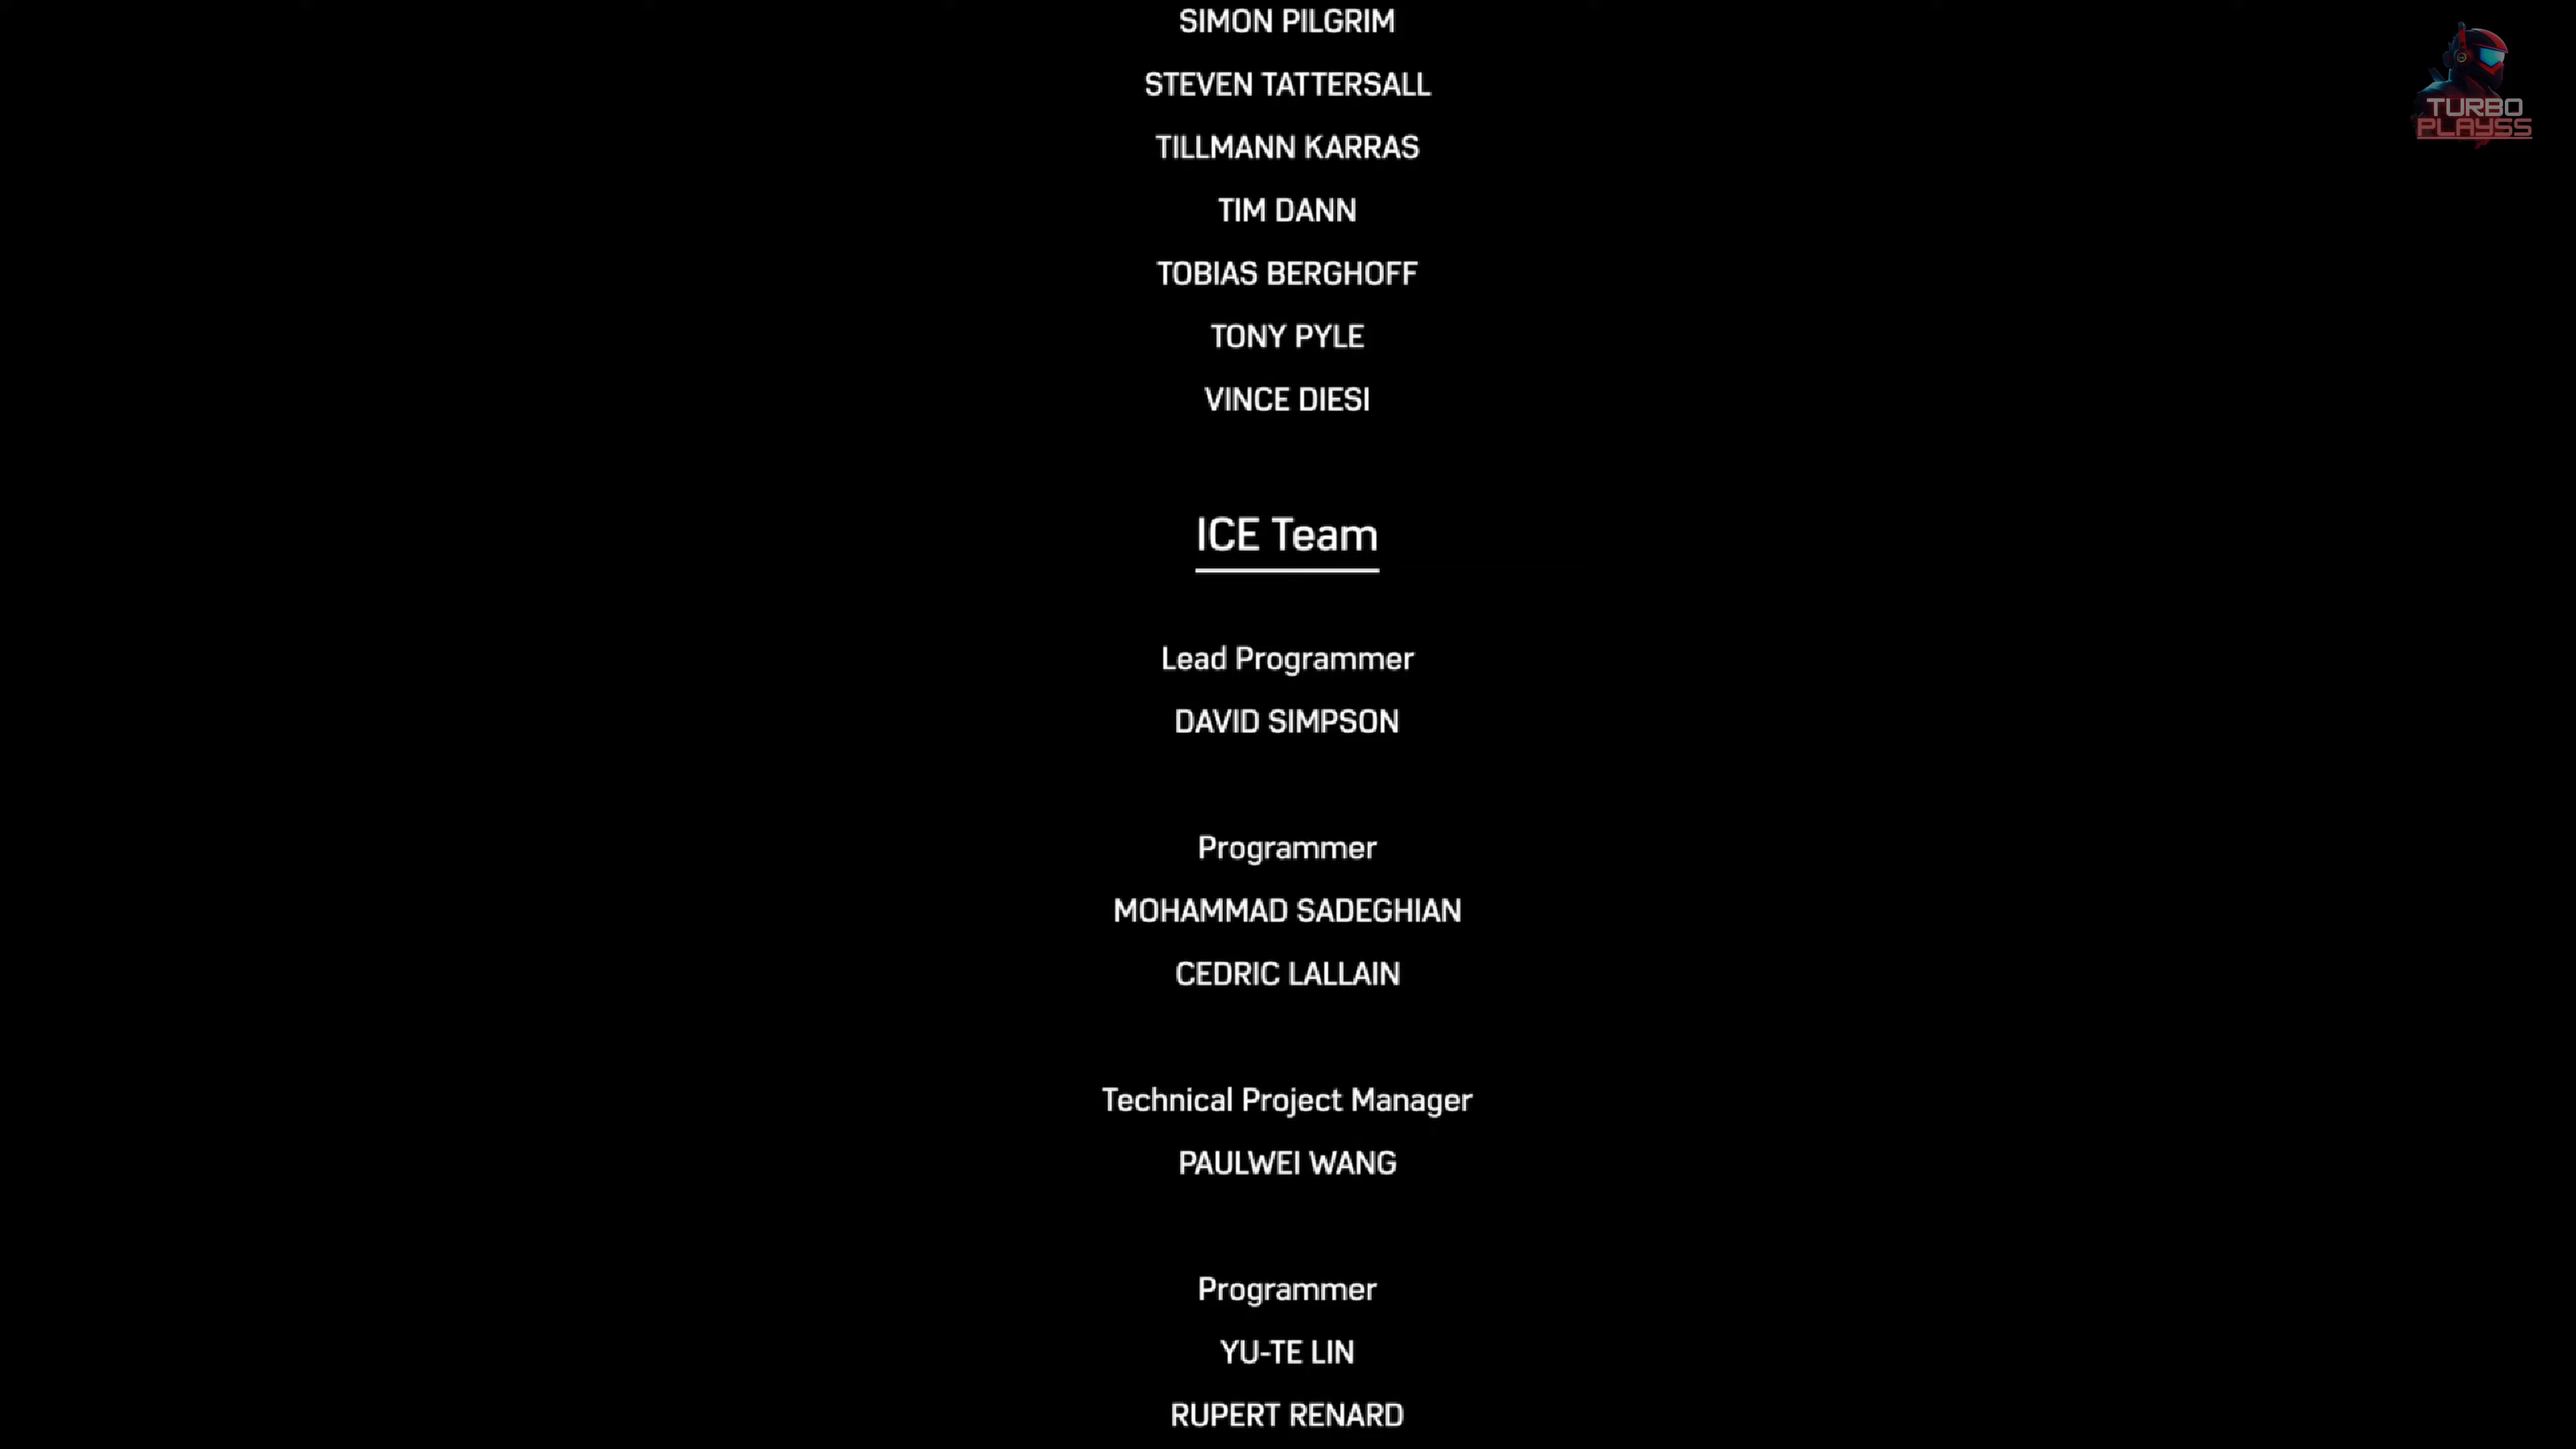 SIMON PILGRIM
TURBO
PLAYSS
STEVEN TATTERSALL
TILLMANN KARRAS
TIM DANN
TOBIAS BERGHOFF
TONY PYLE
VINCE DIESI
ICE Team
Lead Programmer
DAVID SIMPSON
Programmer
MOHAMMAD SADEGHIAN
CEDRIC LALLAIN
Technical Project Manager
PAULWEI WANG
Programmer
YU-TE LIN
RUPERT RENARD